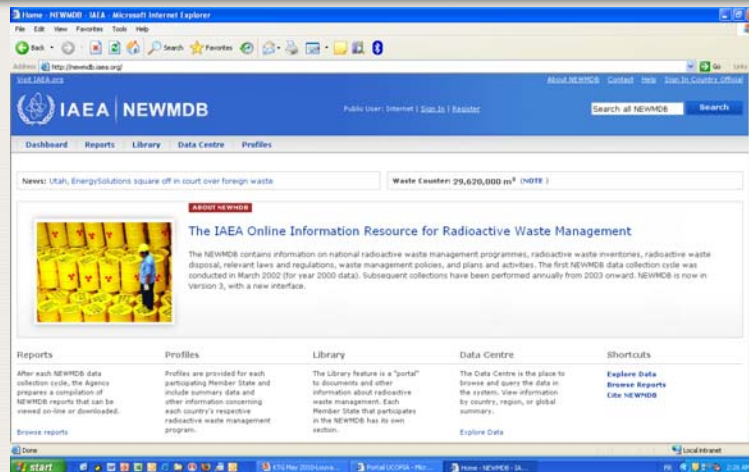 Home - NEWMDB - IAEA - Microsoft Internet Explorer
File Edit View Favorites Tools Help
Back Search Favorites
Address http://newmdb.iaea.org/ Go Links
Visit IAEA.org About NEWMDB Contact Help Sign In Country Official
IAEA NEWMDB Public User: Internet | Sign In | Register Search all NEWMDB Search
Dashboard Reports Library Data Centre Profiles
News: Utah, EnergySolutions square off in court over foreign waste Waste Counter: 29,620,000 m³ (NOTE )
ABOUT NEWMDB
The IAEA Online Information Resource for Radioactive Waste Management
The NEWMDB contains information on national radioactive waste management programmes, radioactive waste inventories, radioactive waste
disposal, relevant laws and regulations, waste management policies, and plans and activities. The first NEWMDB data collection cycle was
conducted in March 2002 (for year 2000 data). Subsequent collections have been performed annually from 2003 onward. NEWMDB is now in
Version 3, with a new interface.
Reports
After each NEWMDB data
collection cycle, the Agency
prepares a compilation of
NEWMDB reports that can be
viewed on-line or downloaded.
Browse reports
Profiles
Profiles are provided for each
participating Member State and
include summary data and
other information concerning
each country's respective
radioactive waste management
program.
Library
The Library feature is a "portal"
to documents and other
information about radioactive
waste management. Each
Member State that participates
in the NEWMDB has its own
section.
Data Centre
The Data Centre is the place to
browse and query the data in
the system. View information
by country, region, or global
summary.
Explore Data
Shortcuts
Explore Data
Browse Reports
Cite NEWMDB
Done Local intranet
start KTG May 2010-Louva... Portal UCOPIA - Micr... Home - NEWMDB - IA... FR 2:28 AM